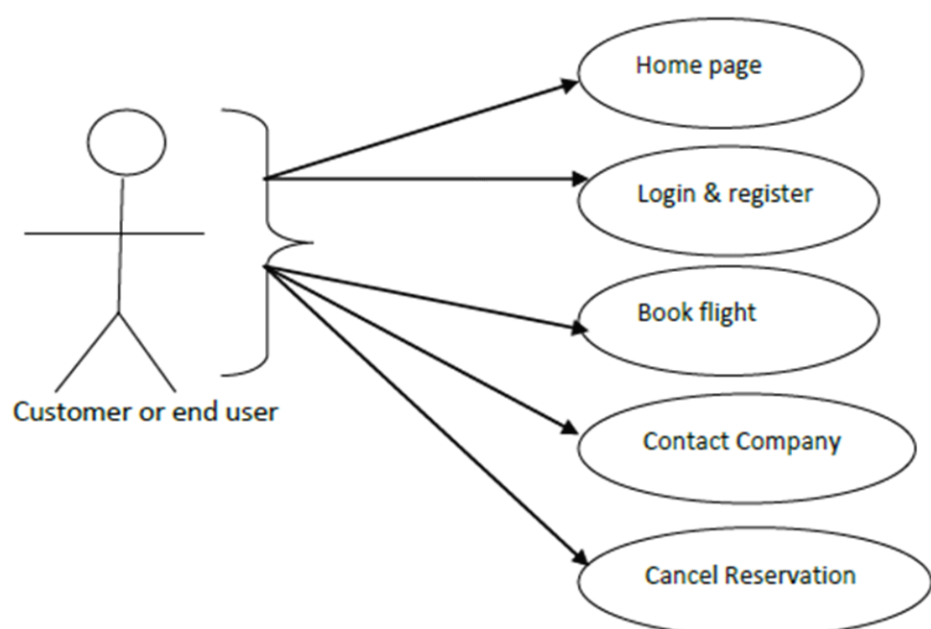 Home page
Login & register
Book flight
Contact Company
Cancel Reservation
Customer or end user